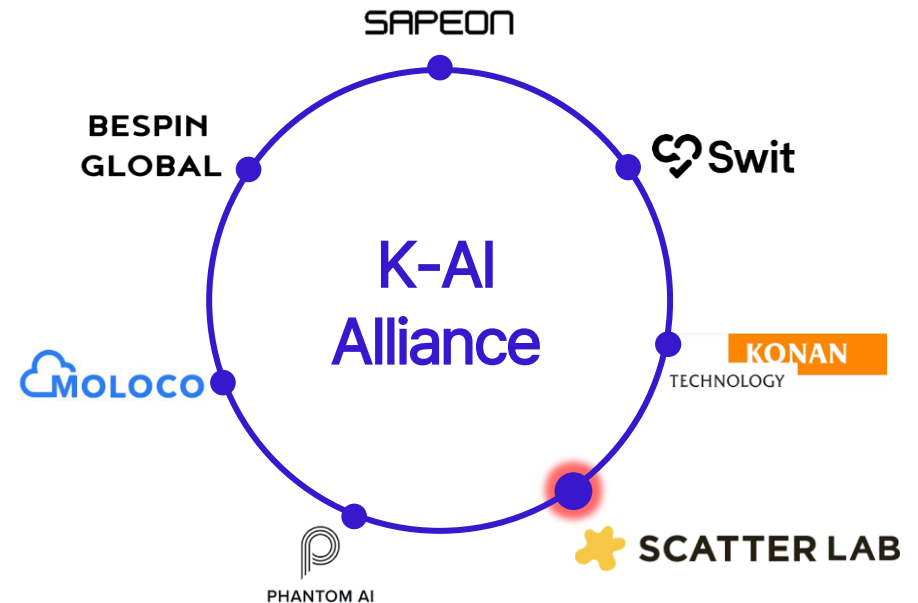 SAPEON
BESPIN
GLOBAL
Swit
K-AI
Alliance
KONAN
TECHNOLOGY
MOLOCO
SCATTER LAB
PHANTOM AI